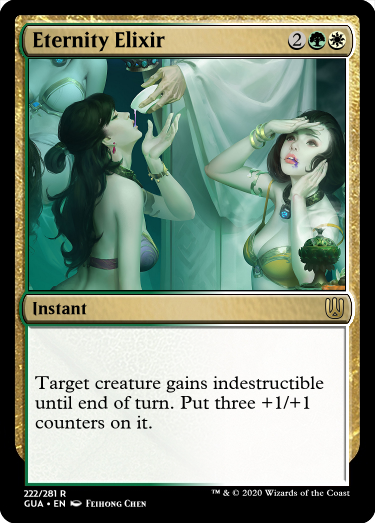 Eternity Elixir 2
Instant
Target creature gains indestructible
until end of turn. Put three +1/+1
counters on it.
222/281 R
™ & © 2020 Wizards of the Coast
GUA • EN Feihong Chen